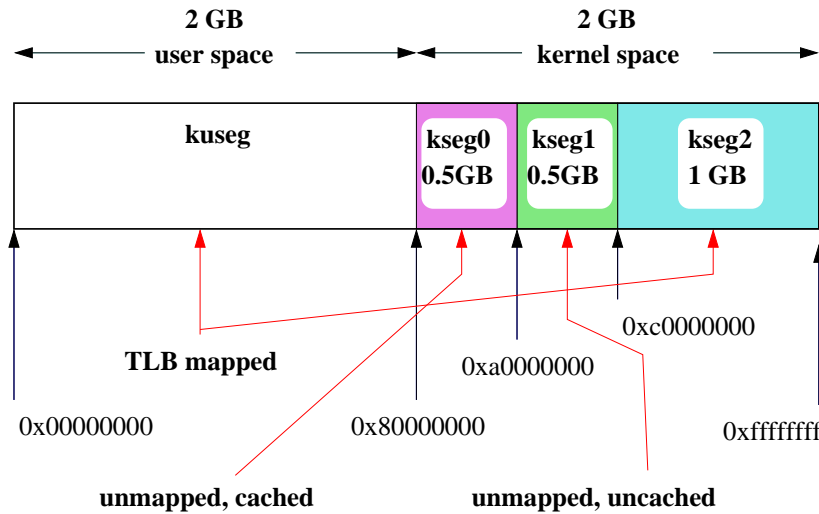 2 GB
user space
2 GB
kernel space
kuseg
kseg0
0.5GB
kseg1
0.5GB
kseg2
1 GB
0xc0000000
TLB mapped
0xa0000000
0x00000000
0x80000000
0xffffffff
unmapped, cached
unmapped, uncached